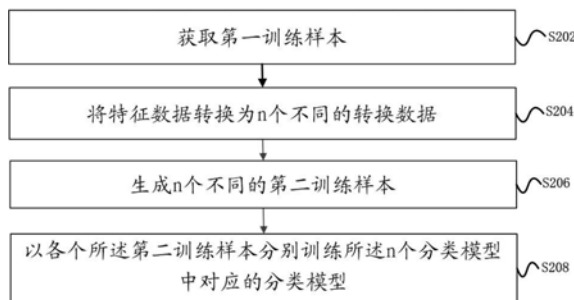 获取第一训练样本
S202
将特征数据转换为n个不同的转换数据
S204
生成n个不同的第二训练样本
S206
以各个所述第二训练样本分别训练所述n个分类模型
中对应的分类模型
S208